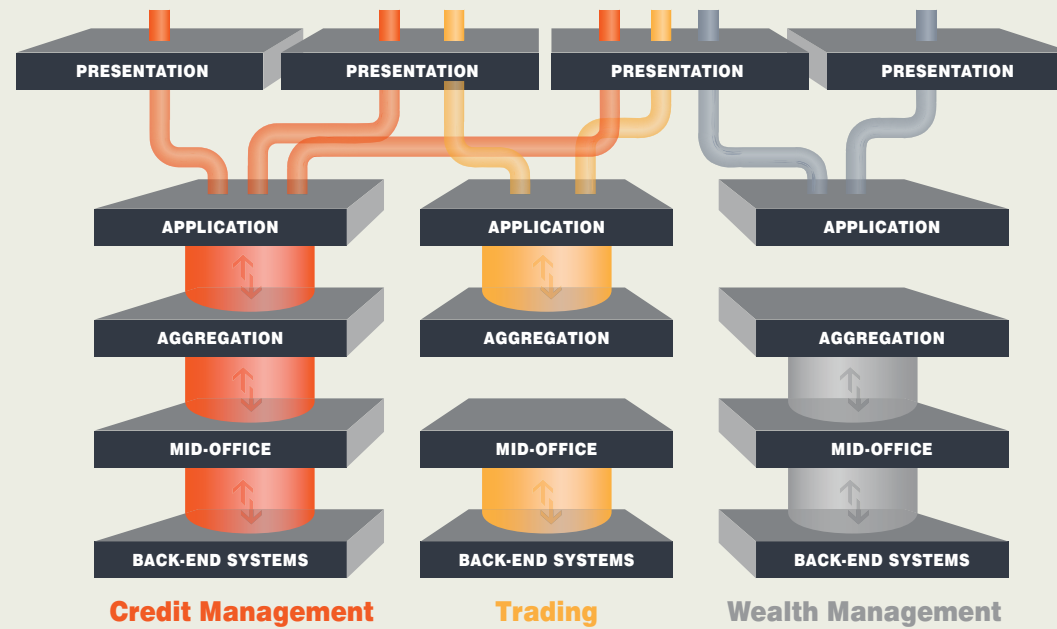 PRESENTATION
PRESENTATION
PRESENTATION
PRESENTATION
APPLICATION
APPLICATION
APPLICATION
AGGREGATION
AGGREGATION
AGGREGATION
MID-OFFICE
MID-OFFICE
MID-OFFICE
BACK-END SYSTEMS
BACK-END SYSTEMS
BACK-END SYSTEMS
Credit Management
Trading
Wealth Management